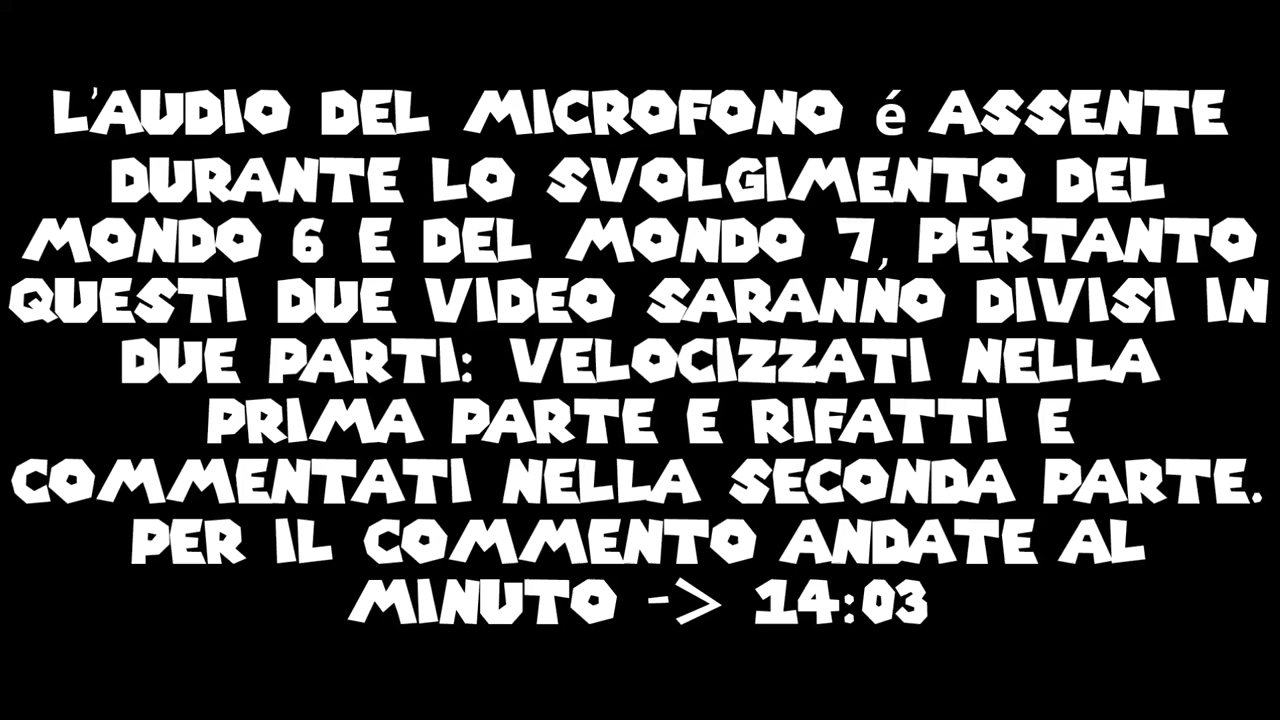 L'AUDIO DEL MICROFONO é ASSENTE
DURANTE LO SVOLGIMENTO DEL
MONDO 6 E DEL MONDO 7, PERTANTO
QUESTI DUE VIDEO SARANNO DIVISI IN
DUE PARTI: VELOCIZZATI NELLA
PRIMA PARTE E RIFATTI E
COMMENTATI NELLA SECONDA PARTE.
PER IL COMMENTO ANDATE AL
MINUTO -> 14:03